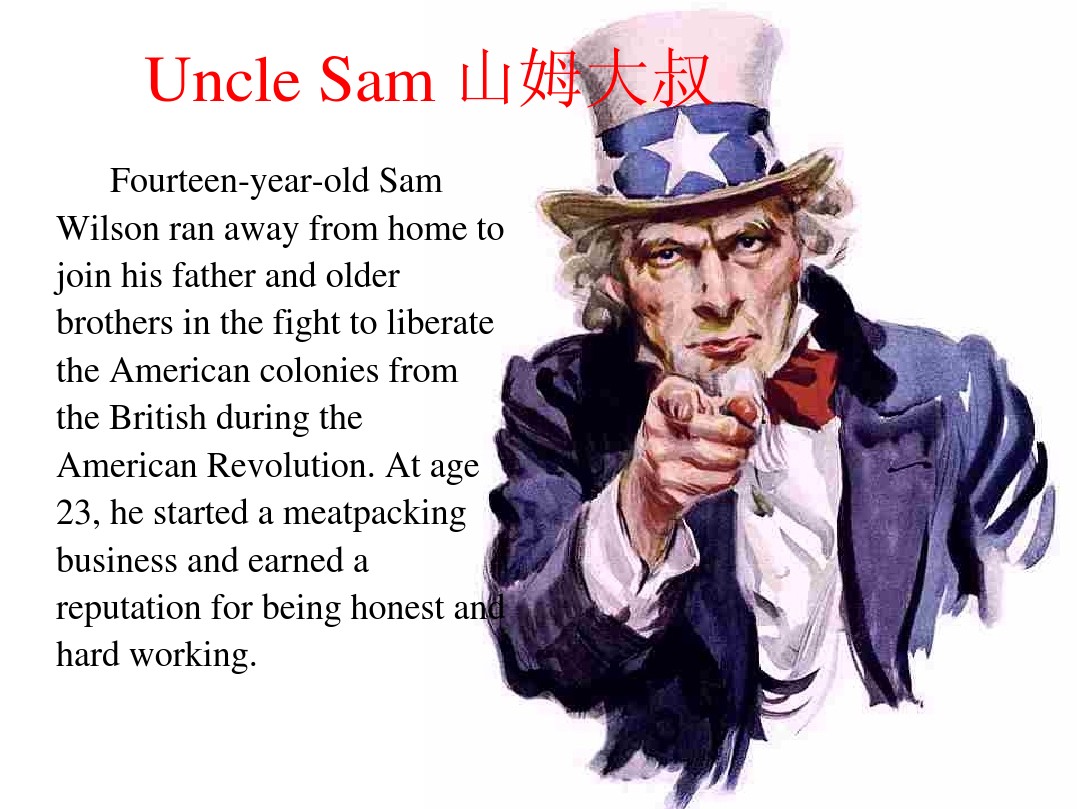 Uncle Sam 山姆大叔
Fourteen-year-old Sam
Wilson ran away from home to
join his father and older
brothers in the fight to liberate
the American colonies from
the British during the
American Revolution. At age
23, he started a meatpacking
business and earned a
reputation for being honest and
hard working.